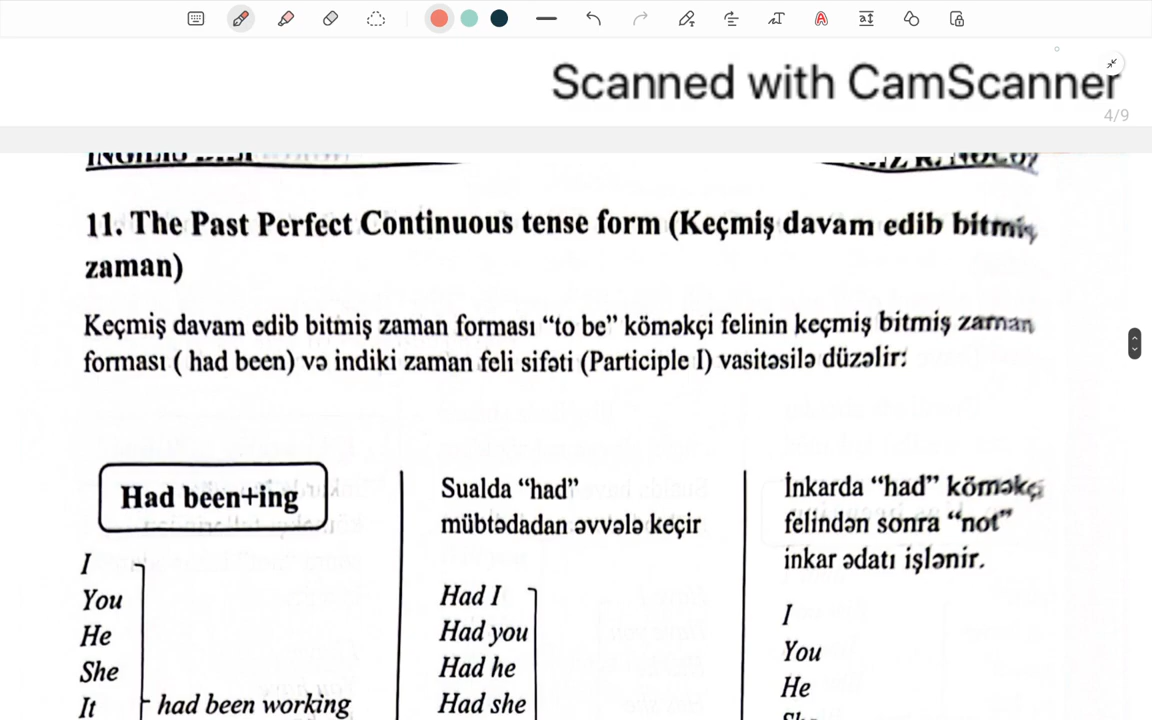 Scanned with CamScanner
4/9
11. The Past Perfect Continuous tense form (Keçmiş davam edib bitmiş
zaman)
Keçmiş davam edib bitmiş zaman forması “to be” köməkçi felinin keçmiş bitmiş zaman
forması ( had been) və indiki zaman feli sifəti (Participle I) vasitəsilə düzəlir:
Had been+ing
I
You
He
She
It
had been working
Sualda “had”
mübtədadan əvvələ keçir
Had I
Had you
Had he
Had she
İnkarda “had” köməkçi
felindən sonra “not”
inkar ədatı işlənir.
I
You
He